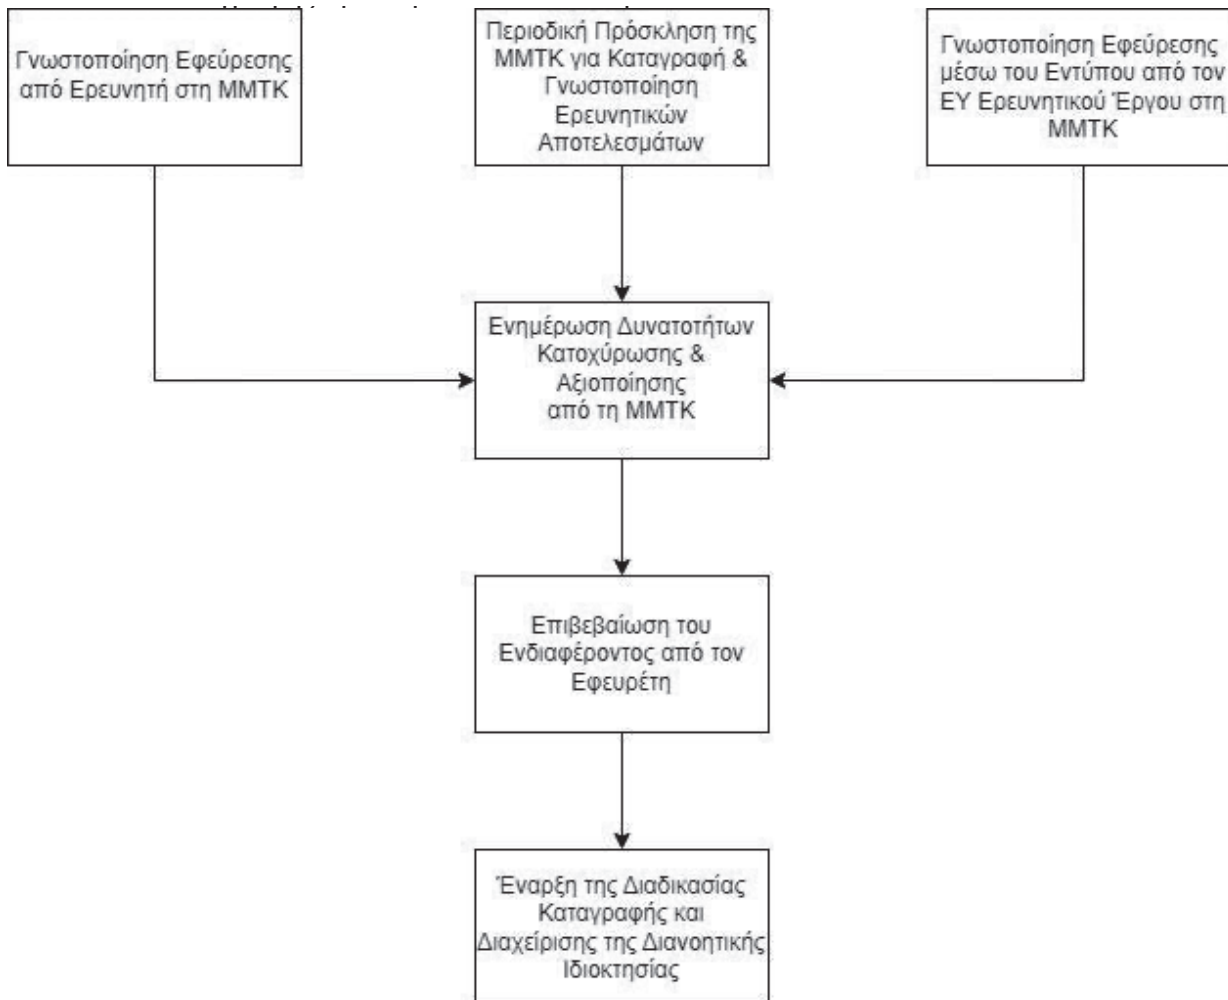 Γνωστοποίηση Εφεύρεσης
από Ερευνητή στη ΜΜΤΚ
Περιοδική Πρόσκληση της
ΜΜΤΚ για Καταγραφή &
Γνωστοποίηση
Ερευνητικών
Αποτελεσμάτων
Γνωστοποίηση Εφεύρεσης
μέσω του Εντύπου από τον
ΕΥ Ερευνητικού Έργου στη
ΜΜΤΚ
Ενημέρωση Δυνατοτήτων
Κατοχύρωσης &
Αξιοποίησης
από τη ΜΜΤΚ
Επιβεβαίωση του
Ενδιαφέροντος από τον
Εφευρέτη
Έναρξη της Διαδικασίας
Καταγραφής και
Διαχείρισης της Διανοητικής
Ιδιοκτησίας